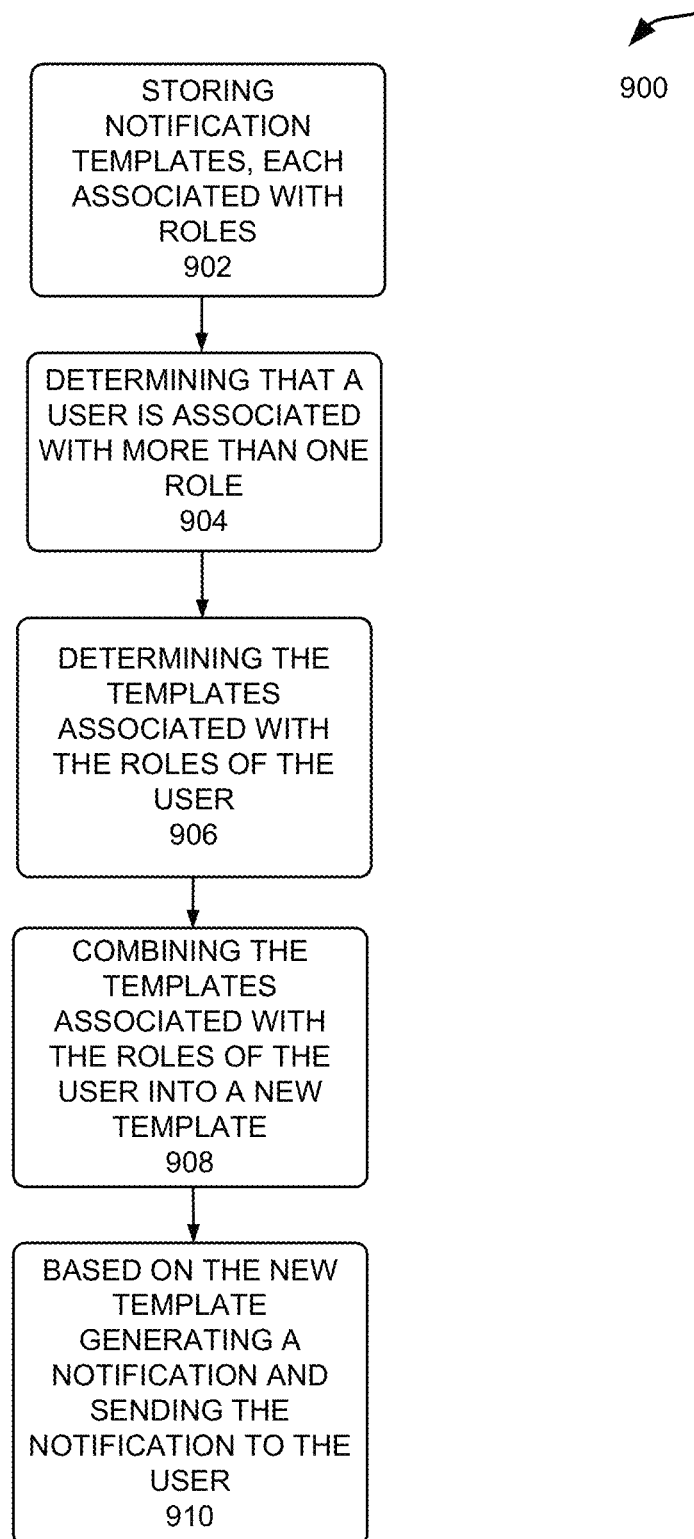 900
STORING
NOTIFICATION
TEMPLATES, EACH
ASSOCIATED WITH
ROLES
902
DETERMINING THAT A
USER IS ASSOCIATED
WITH MORE THAN ONE
ROLE
904
DETERMINING THE
TEMPLATES
ASSOCIATED WITH
THE ROLES OF THE
USER
906
COMBINING THE
TEMPLATES
ASSOCIATED WITH
THE ROLES OF THE
USER INTO A NEW
TEMPLATE
908
BASED ON THE NEW
TEMPLATE
GENERATING A
NOTIFICATION AND
SENDING THE
NOTIFICATION TO THE
USER
910